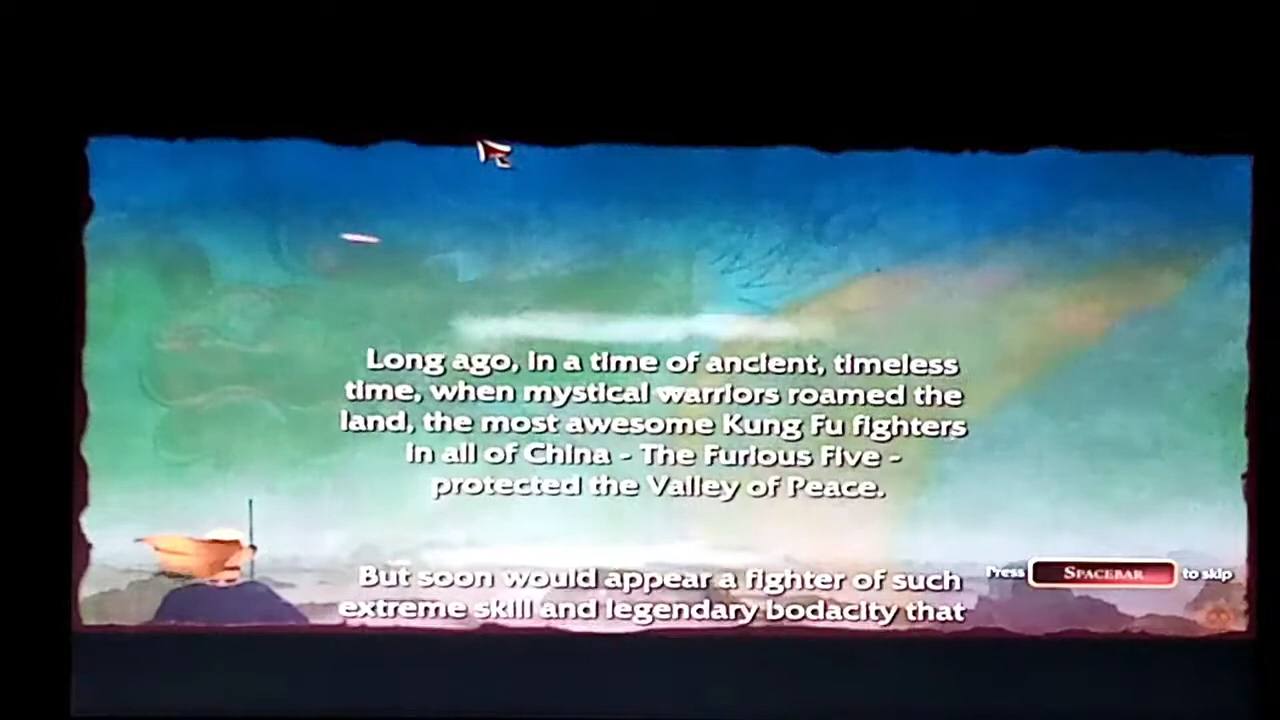 Long ago, in a time of ancient, timeless
time, when mystical warriors roamed the
land, the most awesome Kung Fu fighters
in all of China - The Furious Five -
protected the Valley of Peace.
But soon would appear a fighter of such
extreme skill and legendary bodacity that
Press SPACEBAR to skip